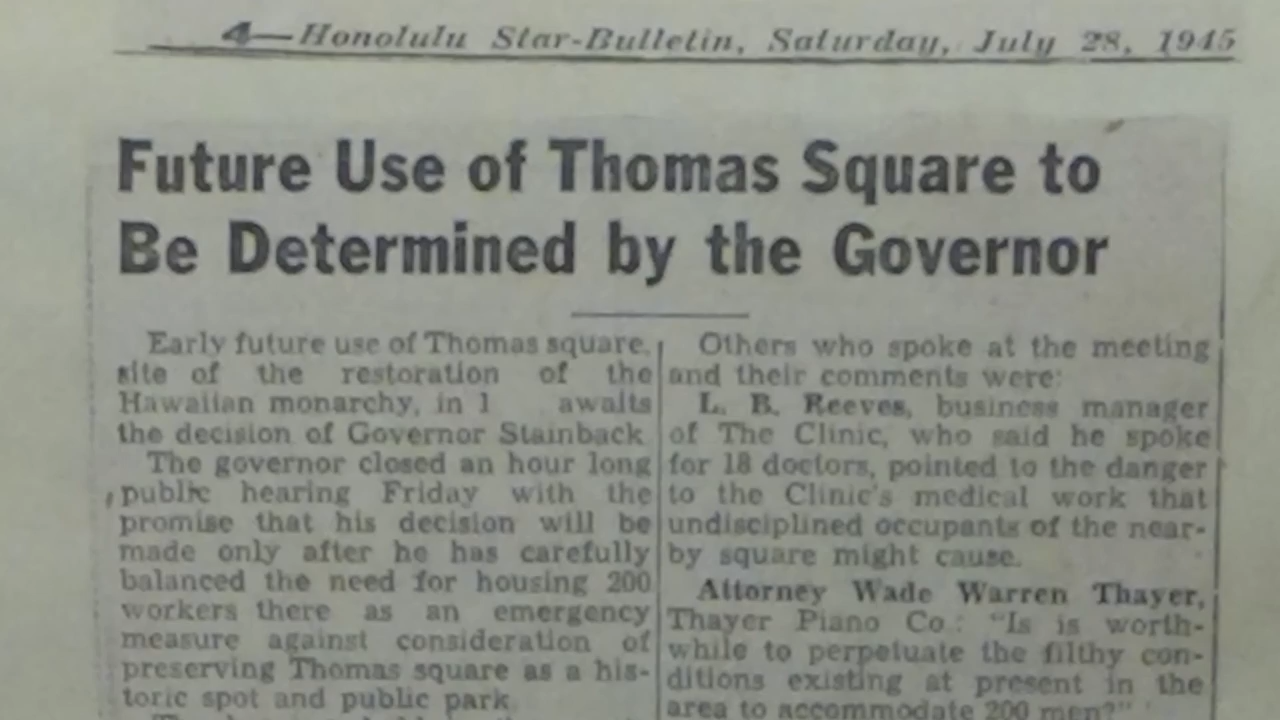 4—Honolulu Star-Bulletin, Saturday, July 28, 1945
Future Use of Thomas Square to
Be Determined by the Governor
Early future use of Thomas square,
site of the restoration of the
Hawaiian monarchy, in 1 awaits
the decision of Governor Stainback
The governor closed an hour long
public hearing Friday with the
promise that his decision will be
made only after he has carefully
balanced the need for housing 200
workers there as an emergency
measure against consideration of
preserving Thomas square as a his-
toric spot and public park.
Others who spoke at the meeting
and their comments were:
L. B. Reeves, business manager
of The Clinic, who said he spoke
for 18 doctors, pointed to the danger
to the Clinic's medical work that
undisciplined occupants of the near-
by square might cause.
Attorney Wade Warren Thayer,
Thayer Piano Co.: "Is is worth-
while to perpetuate the filthy con-
ditions existing at present in the
area to accommodate 200 men?"